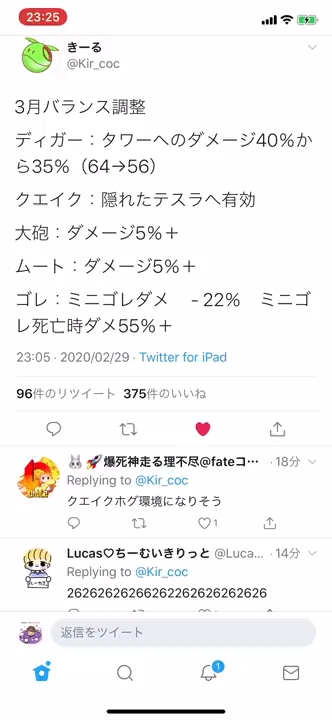 23:25
きーる
@Kir_coc
3月バランス調整
ディガー：タワーへのダメージ40%か
ら35%（64→56）
クエイク：隠れたテスラへ有効
大砲：ダメージ5%＋
ムート：ダメージ5%＋
ゴレ：ミニゴレダメ　- 22%　ミニゴ
レ死亡時ダメ55%＋
23:05 · 2020/02/29 · Twitter for iPad
96件のリツイート 375件のいいね
🐰🚀爆死神走る理不尽@fateコ… · 18分
Replying to @Kir_coc
クエイクホグ環境になりそう
1
Lucas♡ちーむいきりっと @Luca… · 14分
Replying to @Kir_coc
返信をツイート
1